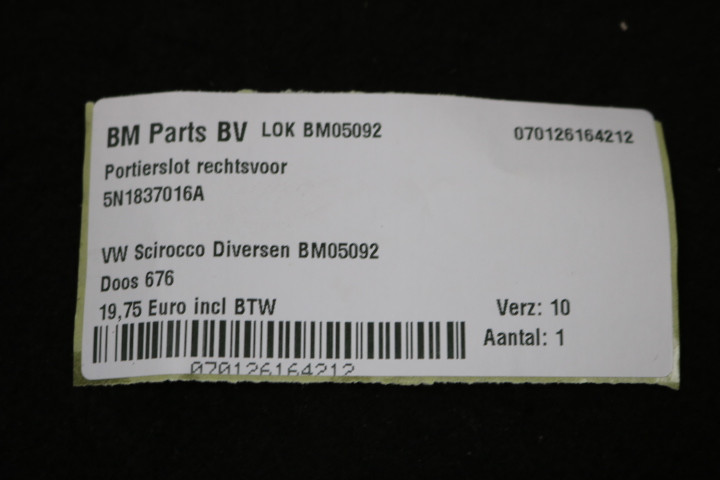 BM Parts BV LOK BM05092 070126164212
Portierslot rechtsvoor
5N1837016A
VW Scirocco Diversen BM05092
Doos 676
19,75 Euro incl BTW Verz: 10
Aantal: 1
070126164212